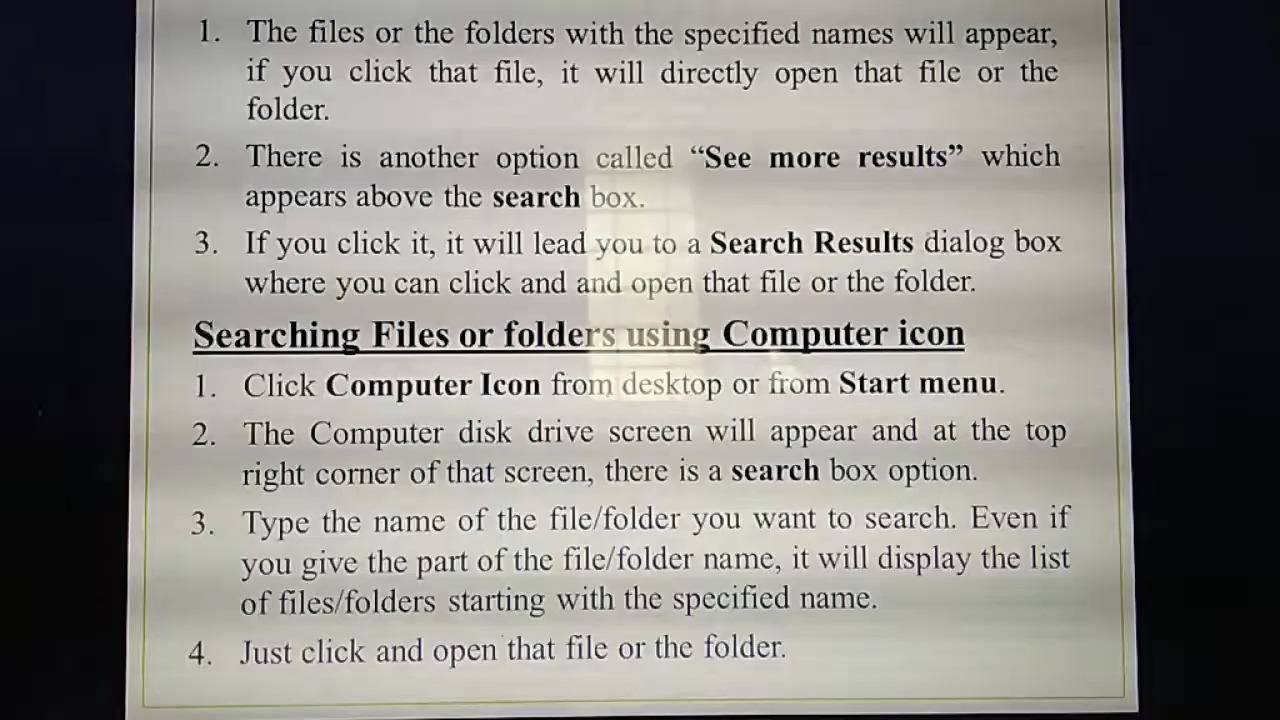 1. The files or the folders with the specified names will appear,
if you click that file, it will directly open that file or the
folder.
2. There is another option called “See more results” which
appears above the search box.
3. If you click it, it will lead you to a Search Results dialog box
where you can click and and open that file or the folder.
Searching Files or folders using Computer icon
1. Click Computer Icon from desktop or from Start menu.
2. The Computer disk drive screen will appear and at the top
right corner of that screen, there is a search box option.
3. Type the name of the file/folder you want to search. Even if
you give the part of the file/folder name, it will display the list
of files/folders starting with the specified name.
4. Just click and open that file or the folder.